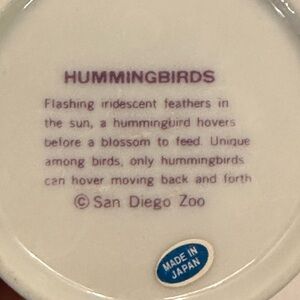 HUMMINGBIRDS
Flashing iridescent feathers in
the sun, a hummingbird hovers
before a blossom to feed. Unique
among birds, only hummingbirds
can hover moving back and forth
© San Diego Zoo
MADE IN
JAPAN